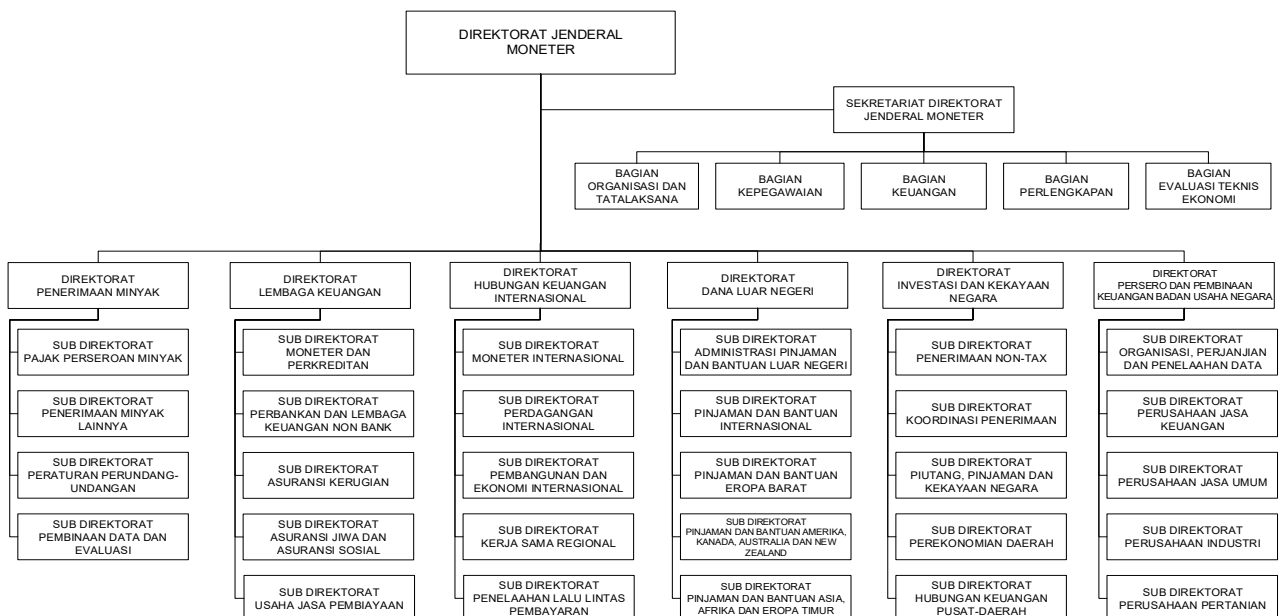 DIREKTORAT JENDERAL
MONETER
SEKRETARIAT DIREKTORAT
JENDERAL MONETER
BAGIAN
ORGANISASI DAN
TATALAKSANA
BAGIAN
KEPEGAWAIAN
BAGIAN
KEUANGAN
BAGIAN
PERLENGKAPAN
BAGIAN
EVALUASI TEKNIS
EKONOMI
DIREKTORAT
PENERIMAAN MINYAK
SUB DIREKTORAT
PAJAK PERSEROAN MINYAK
SUB DIREKTORAT
PENERIMAAN MINYAK
LAINNYA
SUB DIREKTORAT
PERATURAN PERUNDANG-
UNDANGAN
SUB DIREKTORAT
PEMBINAAN DATA DAN
EVALUASI
DIREKTORAT
LEMBAGA KEUANGAN
SUB DIREKTORAT
MONETER DAN
PERKREDITAN
SUB DIREKTORAT
PERBANKAN DAN LEMBAGA
KEUANGAN NON BANK
SUB DIREKTORAT
ASURANSI KERUGIAN
SUB DIREKTORAT
ASURANSI JIWA DAN
ASURANSI SOSIAL
SUB DIREKTORAT
USAHA JASA PEMBIAYAAN
DIREKTORAT
HUBUNGAN KEUANGAN
INTERNASIONAL
SUB DIREKTORAT
MONETER INTERNASIONAL
SUB DIREKTORAT
PERDAGANGAN
INTERNASIONAL
SUB DIREKTORAT
PEMBANGUNAN DAN
EKONOMI INTERNASIONAL
SUB DIREKTORAT
KERJA SAMA REGIONAL
SUB DIREKTORAT
PENELAAHAN LALU LINTAS
PEMBAYARAN
DIREKTORAT
DANA LUAR NEGERI
SUB DIREKTORAT
ADMINISTRASI PINJAMAN
DAN BANTUAN LUAR NEGERI
SUB DIREKTORAT
PINJAMAN DAN BANTUAN
INTERNASIONAL
SUB DIREKTORAT
PINJAMAN DAN BANTUAN
EROPA BARAT
SUB DIREKTORAT
PINJAMAN DAN BANTUAN AMERIKA,
KANADA, AUSTRALIA DAN NEW
ZEALAND
SUB DIREKTORAT
PINJAMAN DAN BANTUAN ASIA,
AFRIKA DAN EROPA TIMUR
DIREKTORAT
INVESTASI DAN KEKAYAAN
NEGARA
SUB DIREKTORAT
PENERIMAAN NON-TAX
SUB DIREKTORAT
KOORDINASI PENERIMAAN
SUB DIREKTORAT
PIUTANG, PINJAMAN DAN
KEKAYAAN NEGARA
SUB DIREKTORAT
PEREKONOMIAN DAERAH
SUB DIREKTORAT
HUBUNGAN KEUANGAN
PUSAT-DAERAH
DIREKTORAT
PERSERO DAN PEMBINAAN
KEUANGAN BADAN USAHA NEGARA
SUB DIREKTORAT
ORGANISASI, PERJANJIAN
DAN PENELAAHAN DATA
SUB DIREKTORAT
PERUSAHAAN JASA
KEUANGAN
SUB DIREKTORAT
PERUSAHAAN JASA UMUM
SUB DIREKTORAT
PERUSAHAAN INDUSTRI
SUB DIREKTORAT
PERUSAHAAN PERTANIAN